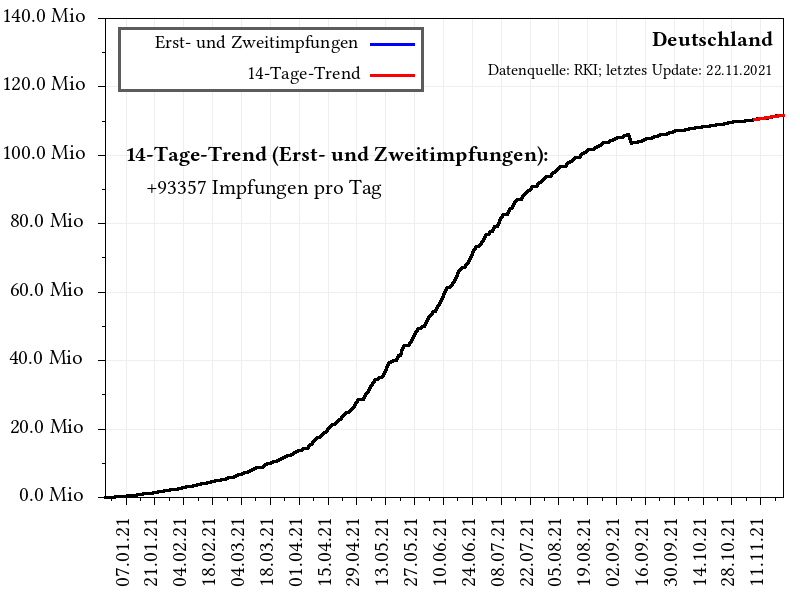 140.0 Mio
120.0 Mio
100.0 Mio
80.0 Mio
60.0 Mio
40.0 Mio
20.0 Mio
0.0 Mio
Erst- und Zweitimpfungen
14-Tage-Trend
Deutschland
Datenquelle: RKI; letztes Update: 22.11.2021
14-Tage-Trend (Erst- und Zweitimpfungen):
+93357 Impfungen pro Tag
07.01.21
21.01.21
04.02.21
18.02.21
04.03.21
18.03.21
01.04.21
15.04.21
29.04.21
13.05.21
27.05.21
10.06.21
24.06.21
08.07.21
22.07.21
05.08.21
19.08.21
02.09.21
16.09.21
30.09.21
14.10.21
28.10.21
11.11.21